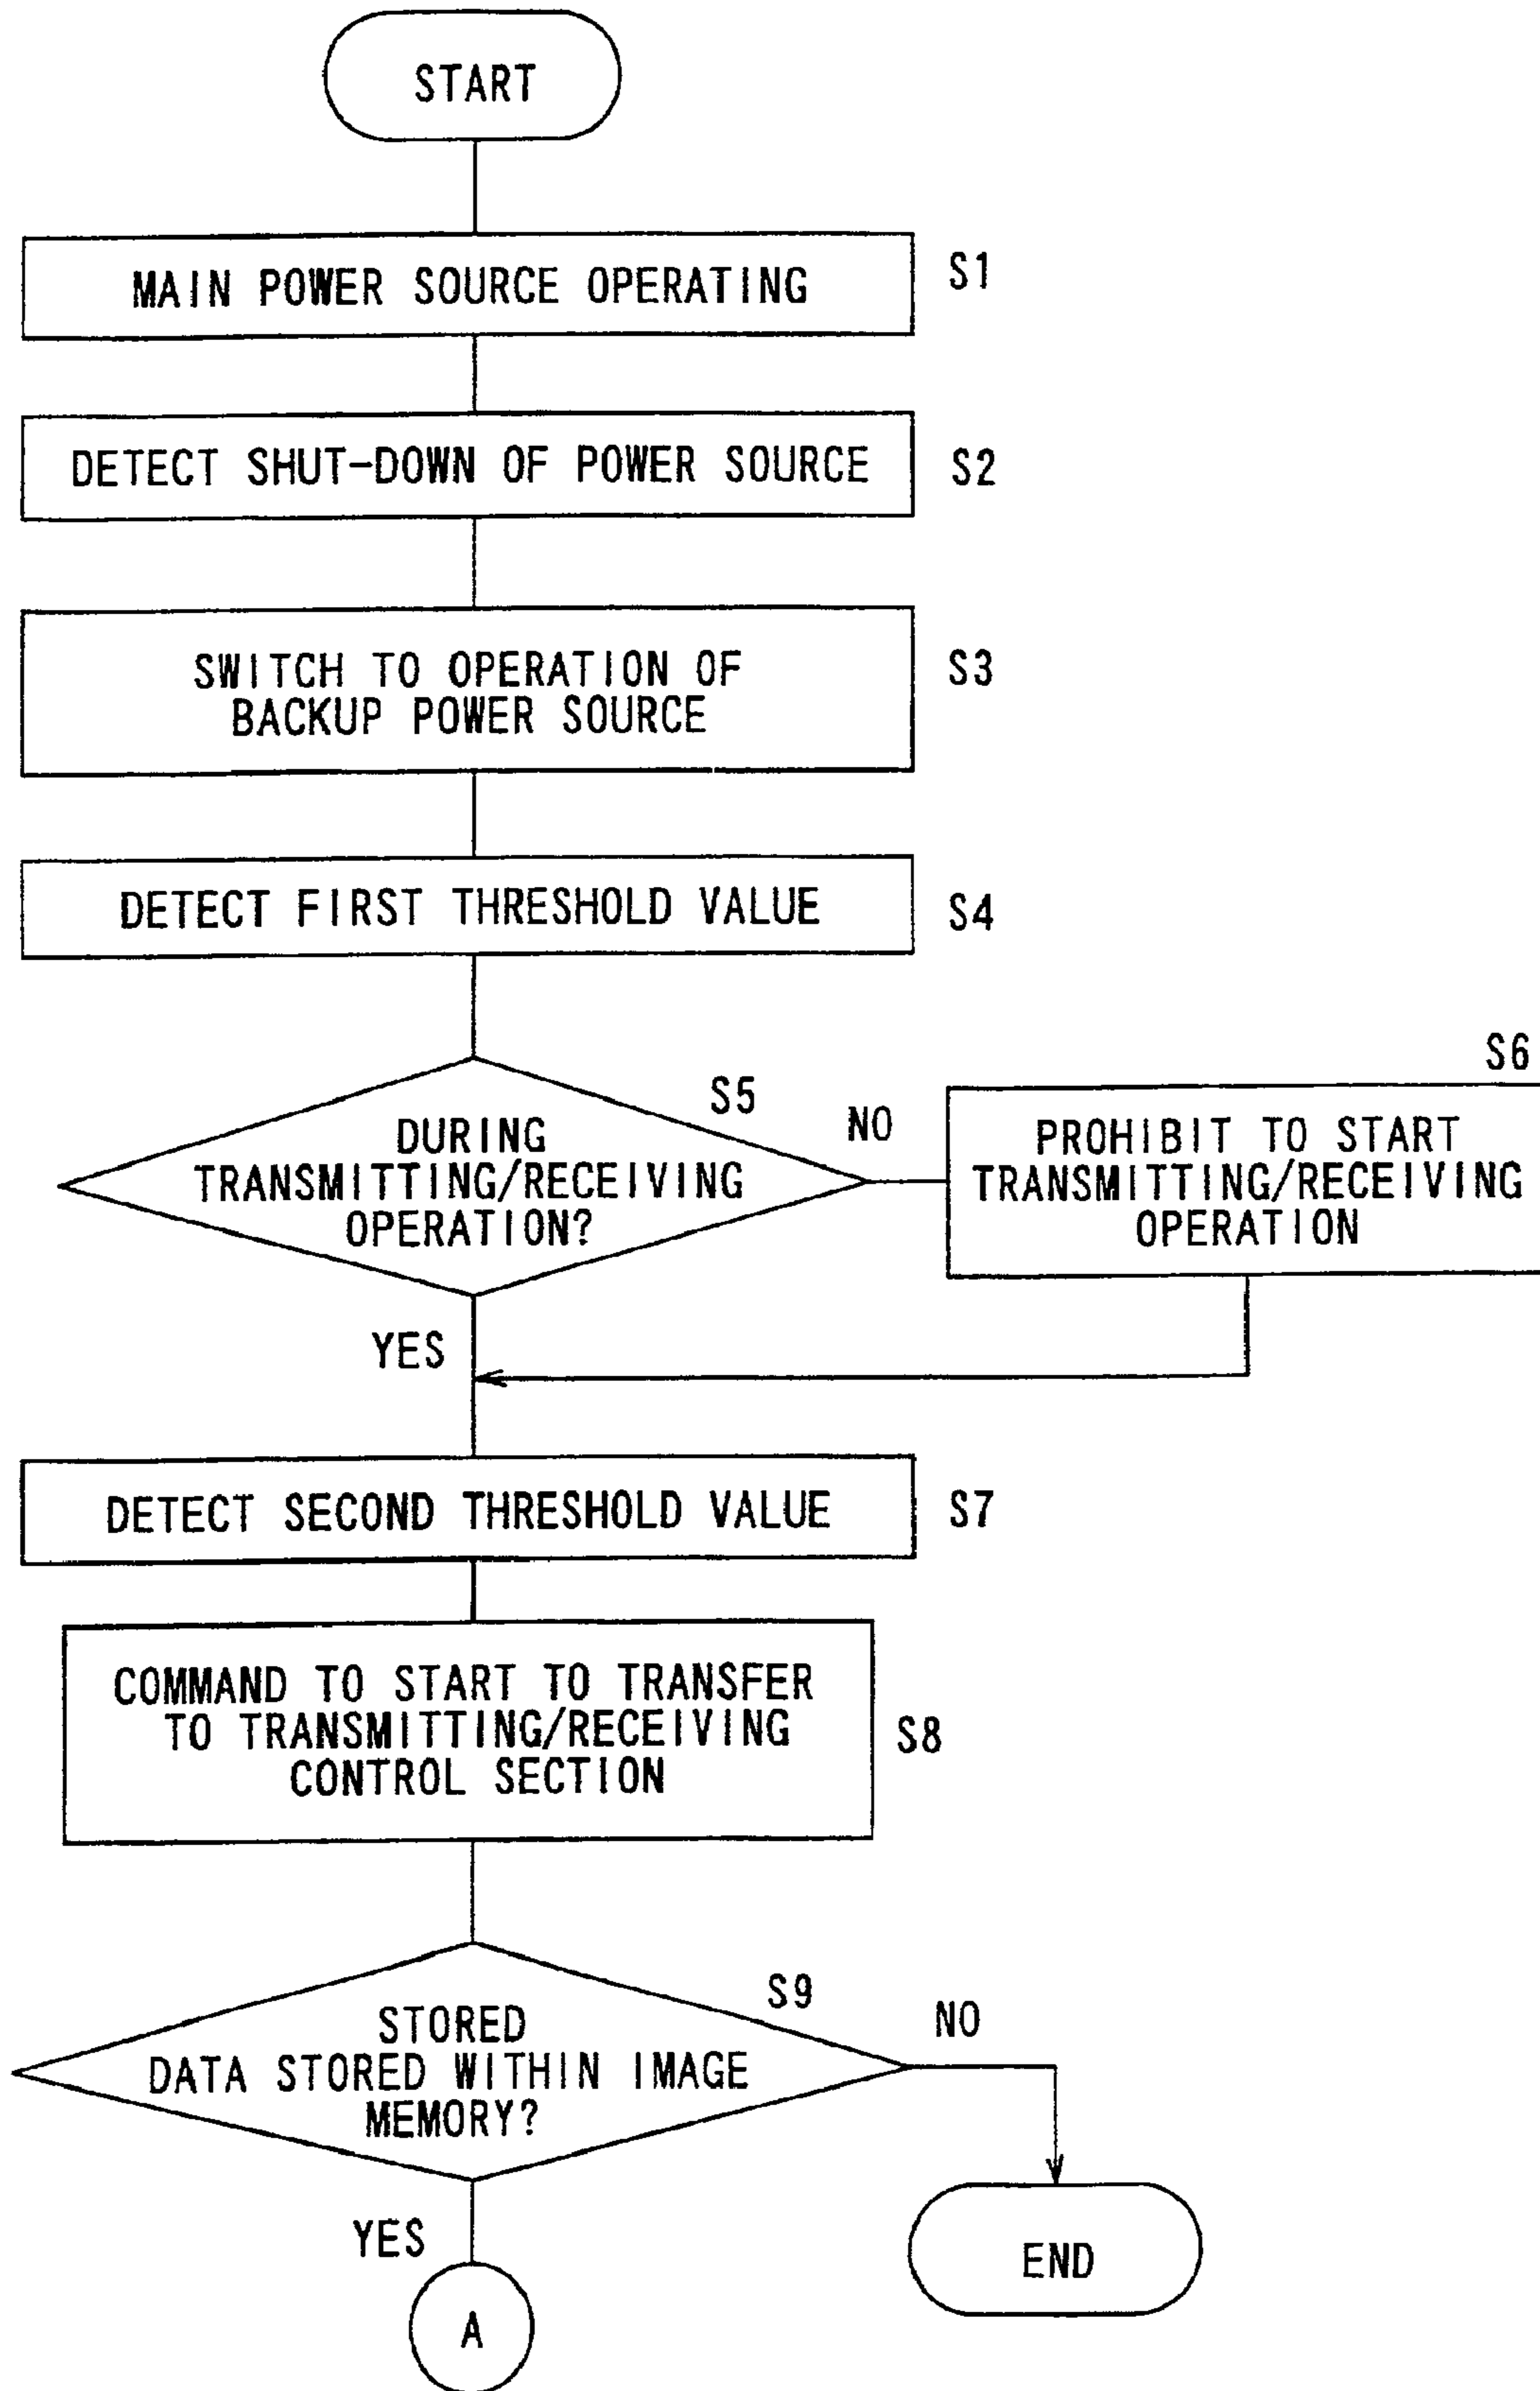 START
MAIN POWER SOURCE OPERATING
S1
DETECT SHUT-DOWN OF POWER SOURCE
S2
SWITCH TO OPERATION OF
BACKUP POWER SOURCE
S3
DETECT FIRST THRESHOLD VALUE
S4
S5
DURING
TRANSMITTING/RECEIVING
OPERATION?
NO
S6
PROHIBIT TO START
TRANSMITTING/RECEIVING
OPERATION
YES
DETECT SECOND THRESHOLD VALUE
S7
COMMAND TO START TO TRANSFER
TO TRANSMITTING/RECEIVING
CONTROL SECTION
S8
S9
STORED
DATA STORED WITHIN IMAGE
MEMORY?
NO
YES
END
A